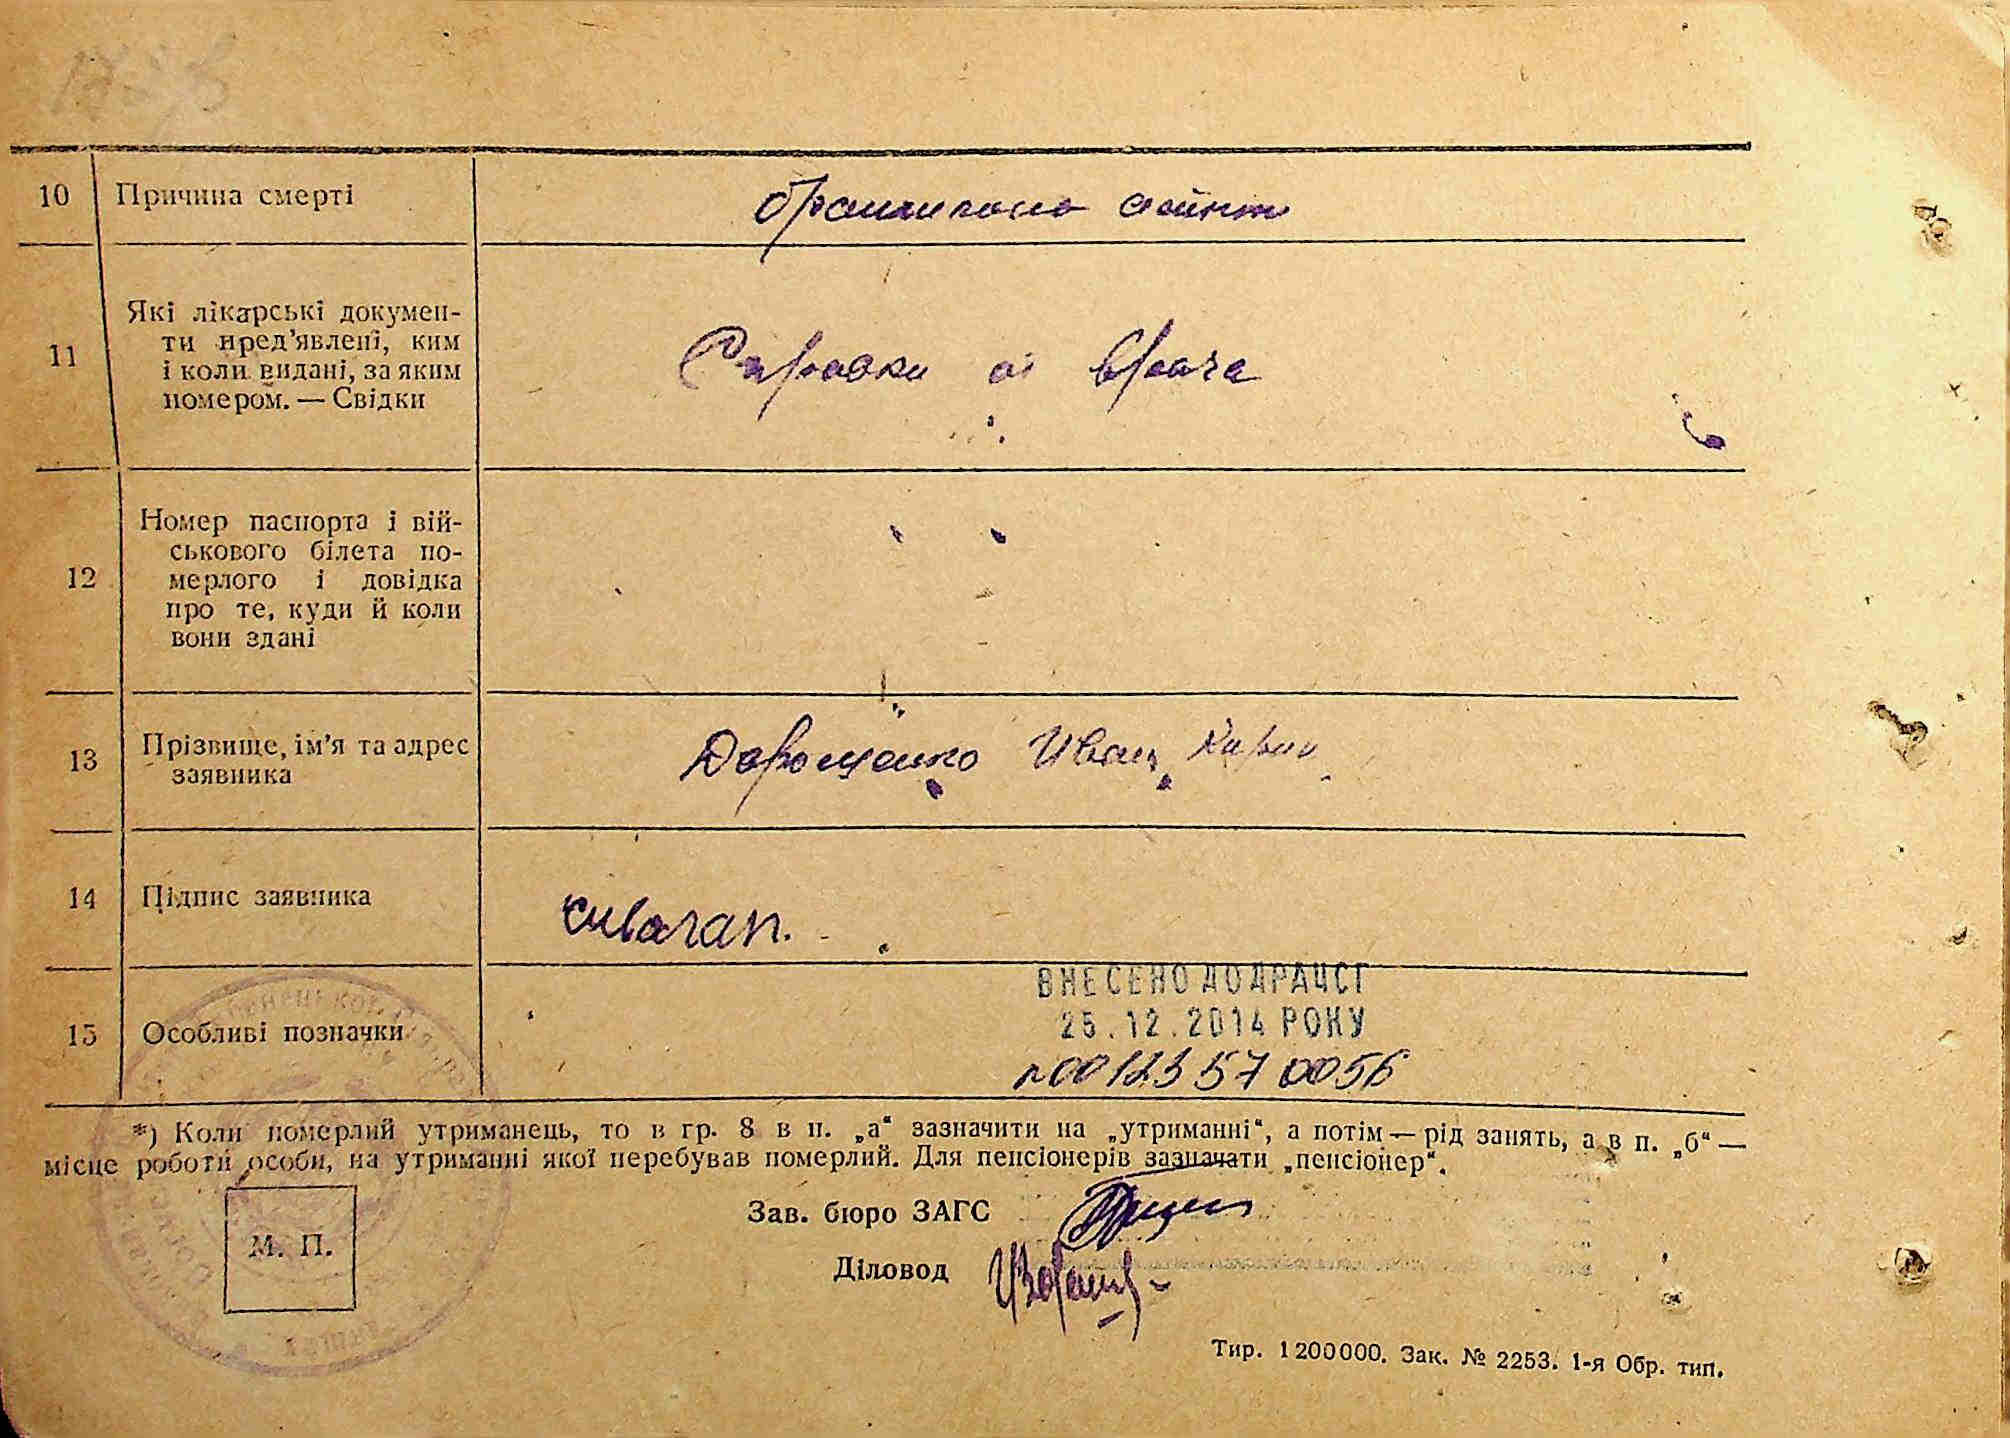 10 Причина смерті
11 Які лікарські докумен-
ти пред’явлені, ким
і коли видані, за яким
номером. — Свідки
Справка от врача
12 Номер паспорта і вій-
ськового білета по-
мерлого і довідка
про те, куди й коли
вони здані
13 Прізвище, ім’я та адрес
заявника
Дорошенко Иван
14 Підпис заявника
15 Особливі позначки
ВНЕСЕНО ДО ДРАЦСГ
25.12.2014 РОКУ
*) Коли померлий утриманець, то в гр. 8 в п. „а“ зазначити на „утриманні“, а потім — рід занять, а в п. „б“ —
місце роботи особи, на утриманні якої перебував померлий. Для пенсіонерів зазначати „пенсіонер“.
Зав. бюро ЗАГС
М. П.
Діловод
Тир. 1200000. Зак. № 2253. 1-я Обр. тип.